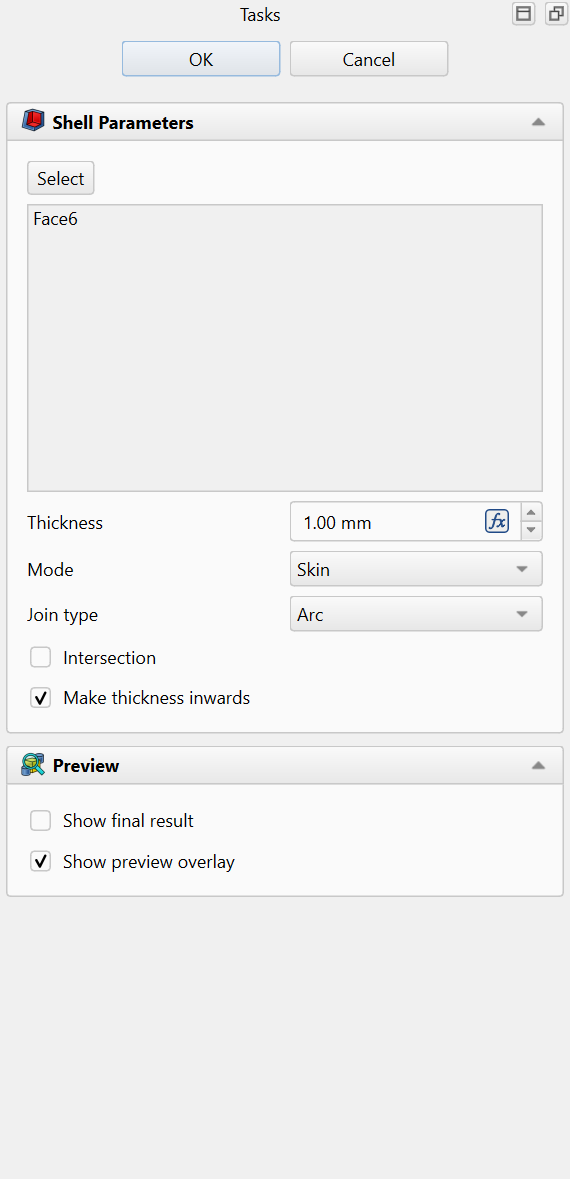 Tasks
OK Cancel
Shell Parameters
Select
Face6
Thickness 1.00 mm fx
Mode Skin
Join type Arc
Intersection
Make thickness inwards
Preview
Show final result
Show preview overlay